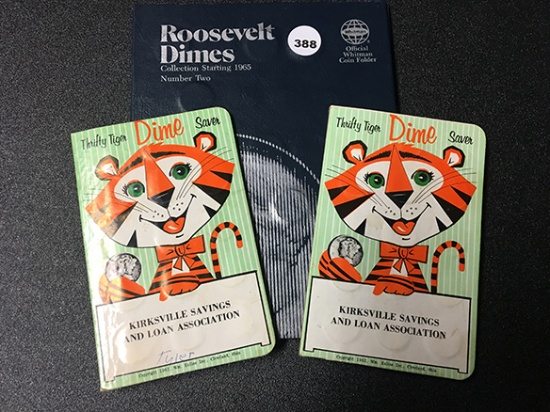 Roosevelt
Dimes
Collection Starting 1965
Number Two
388
Official
Whitman
Coin Folder
Thrifty Tiger Dime Saver
KIRKSVILLE SAVINGS
AND LOAN ASSOCIATION
Thrifty Tiger Dime Saver
KIRKSVILLE SAVINGS
AND LOAN ASSOCIATION